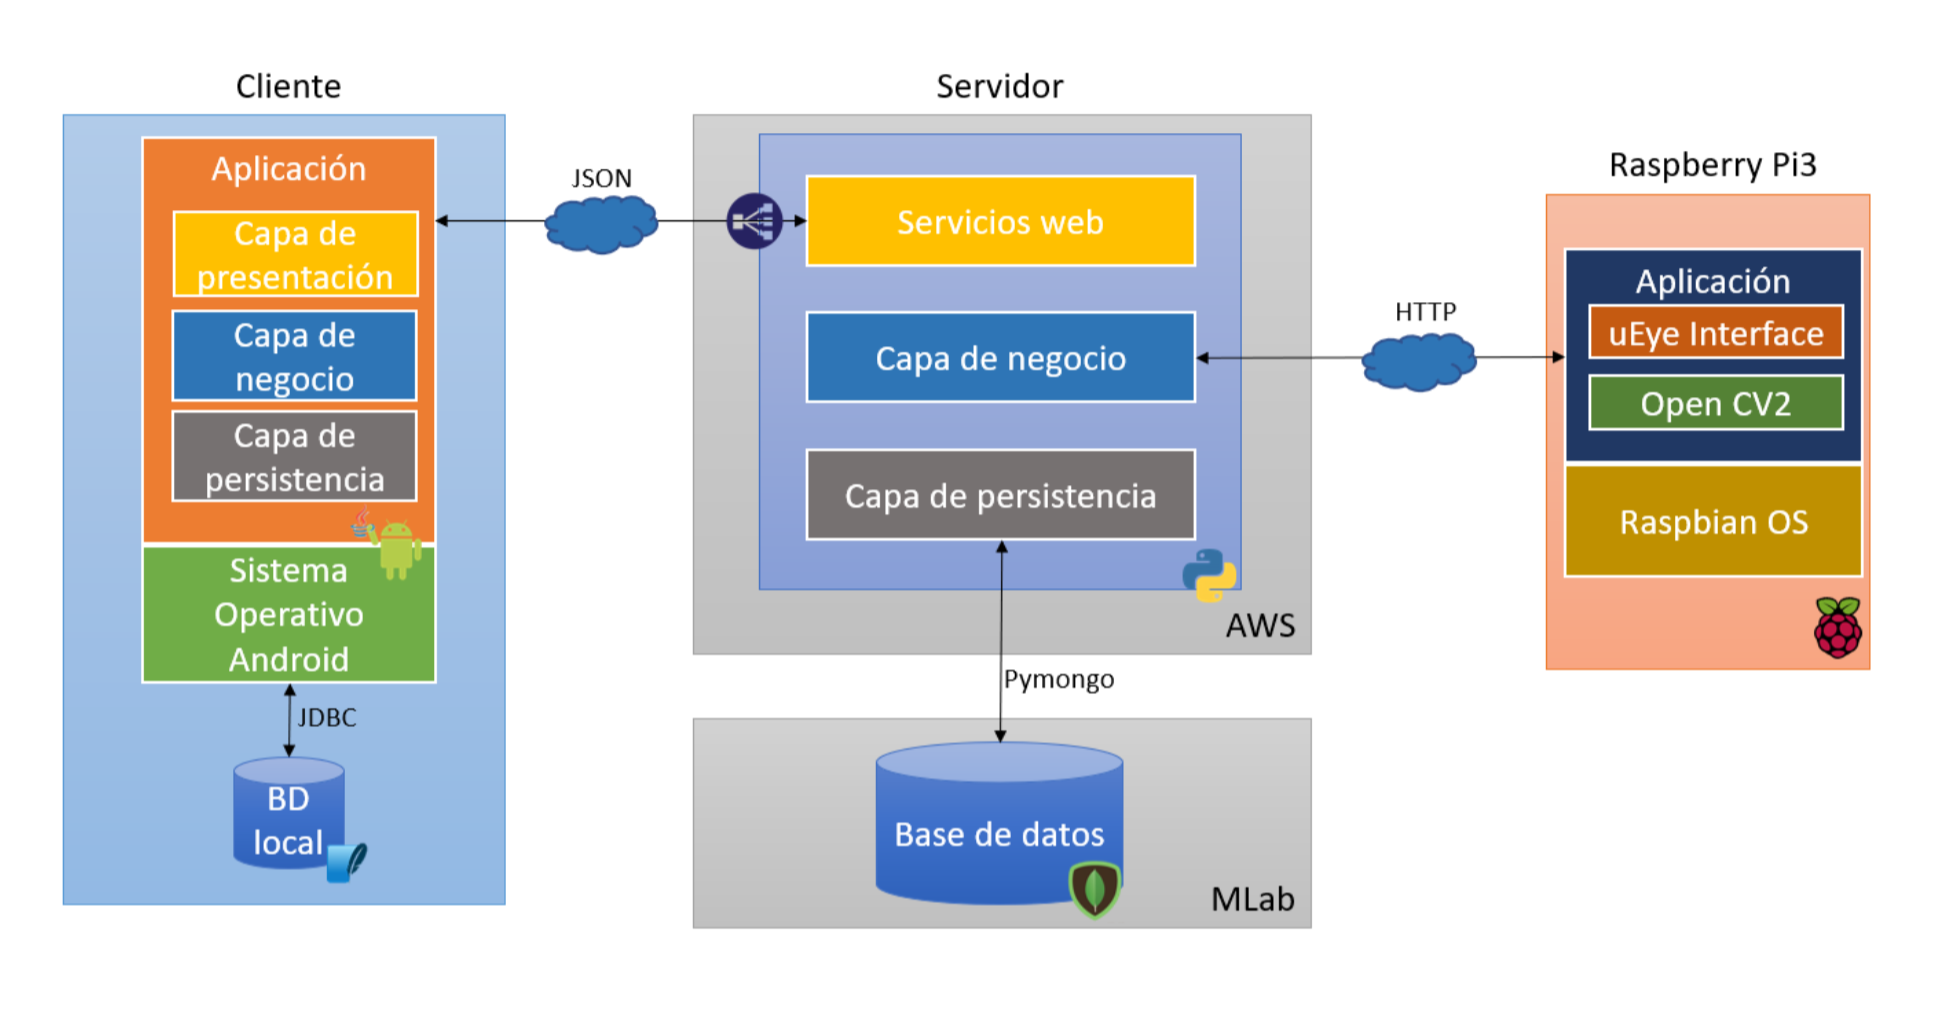 Cliente
Aplicación
Capa de
presentación
Capa de
negocio
Capa de
persistencia
Sistema
Operativo
Android
JDBC
BD
local
JSON
Servidor
Servicios web
Capa de negocio
Capa de persistencia
AWS
Pymongo
Base de datos
MLab
HTTP
Raspberry Pi3
Aplicación
uEye Interface
Open CV2
Raspbian OS